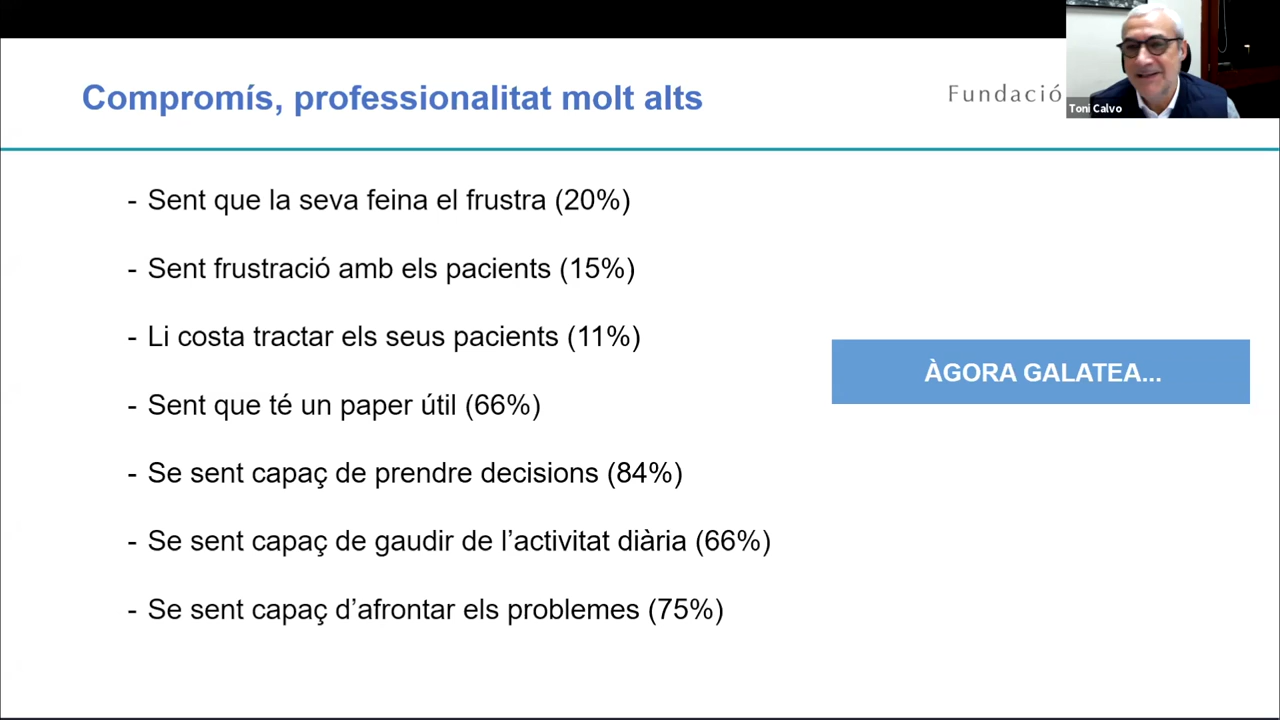 Compromís, professionalitat molt alts
Fundació
Toni Calvo
- Sent que la seva feina el frustra (20%)
- Sent frustració amb els pacients (15%)
- Li costa tractar els seus pacients (11%)
ÀGORA GALATEA...
- Sent que té un paper útil (66%)
- Se sent capaç de prendre decisions (84%)
- Se sent capaç de gaudir de l’activitat diària (66%)
- Se sent capaç d’afrontar els problemes (75%)